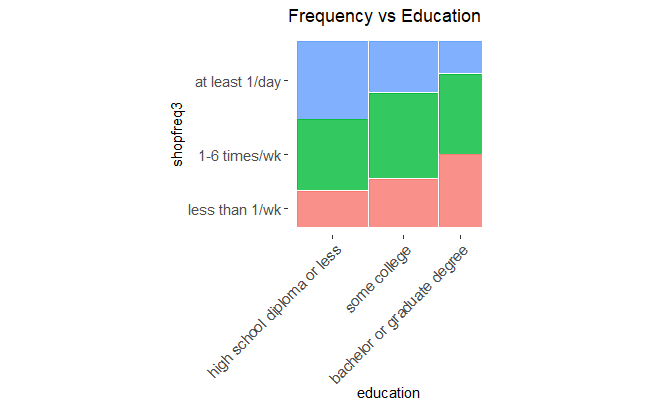 Frequency vs Education
shopfreq3
at least 1/day
1-6 times/wk
less than 1/wk
high school diploma or less
some college
bachelor or graduate degree
education